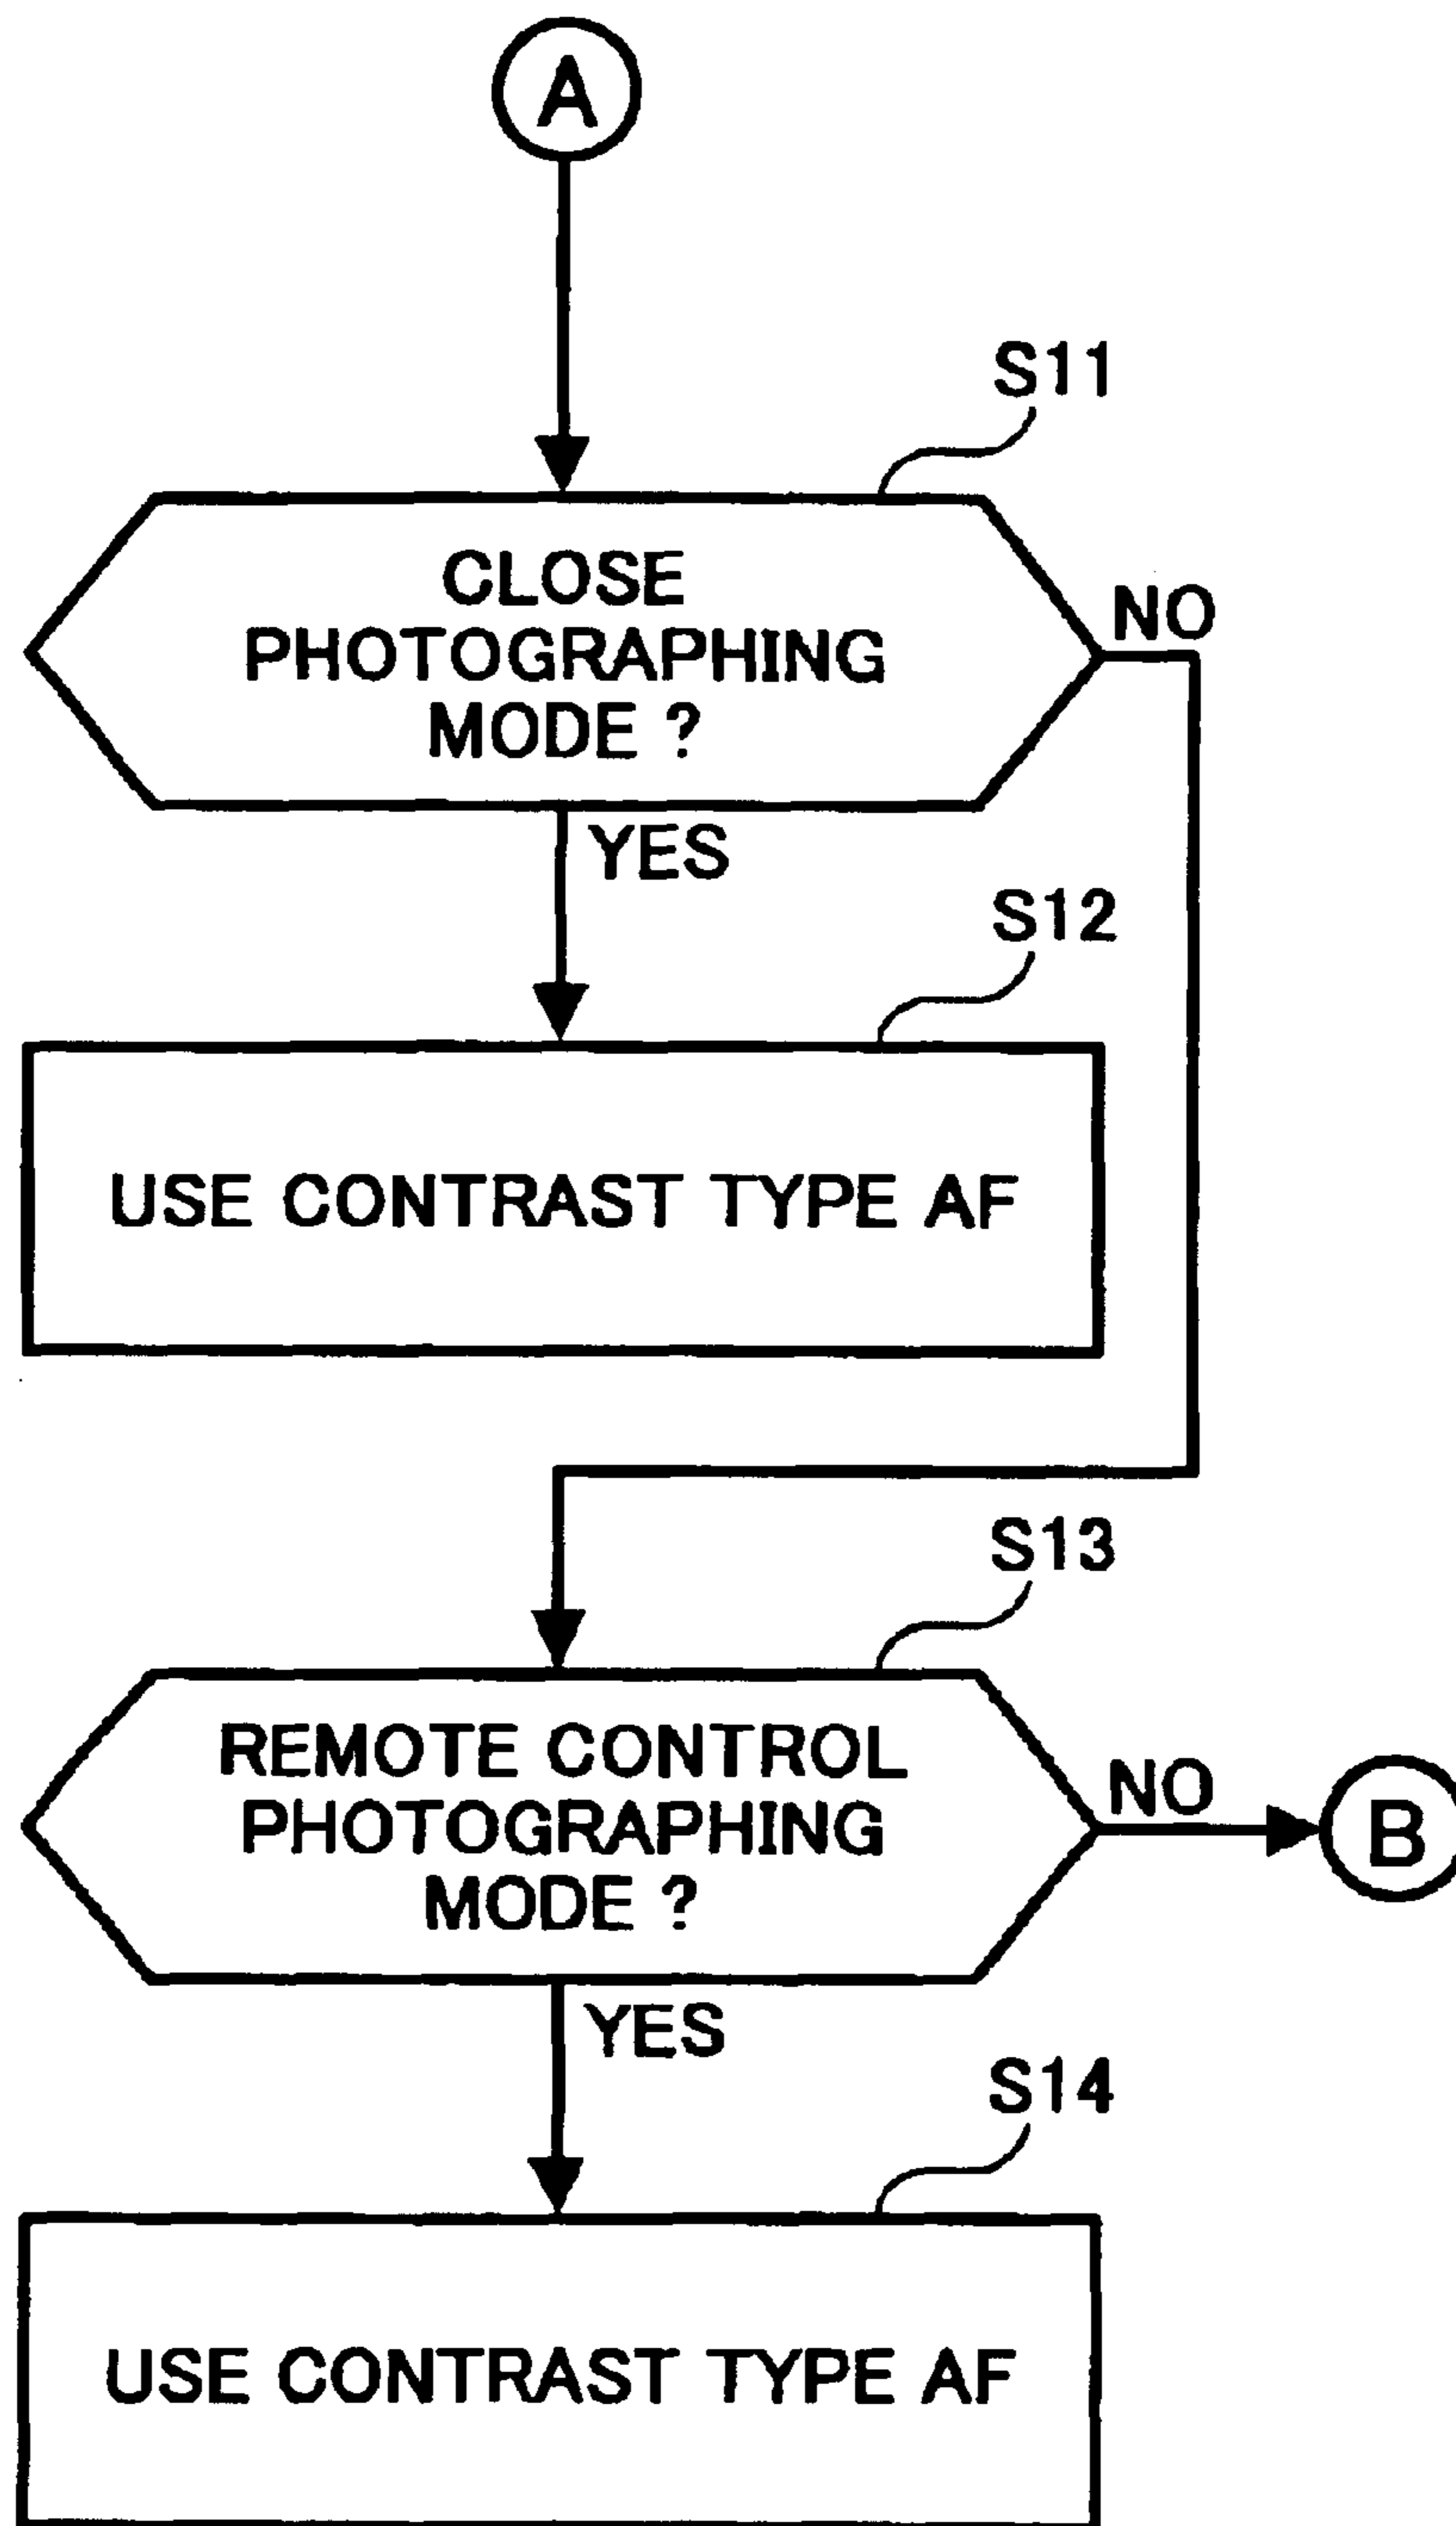 A
S11
CLOSE
PHOTOGRAPHING
MODE ?
NO
YES
S12
USE CONTRAST TYPE AF
S13
REMOTE CONTROL
PHOTOGRAPHING
MODE ?
NO
B
YES
S14
USE CONTRAST TYPE AF